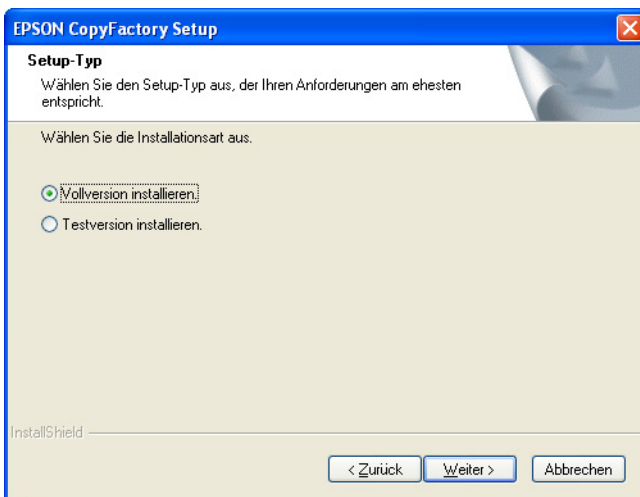 EPSON CopyFactory Setup
Setup-Typ
Wählen Sie den Setup-Typ aus, der Ihren Anforderungen am ehesten
entspricht.
Wählen Sie die Installationsart aus.
Vollversion installieren.
Testversion installieren.
InstallShield
< Zurück Weiter > Abbrechen